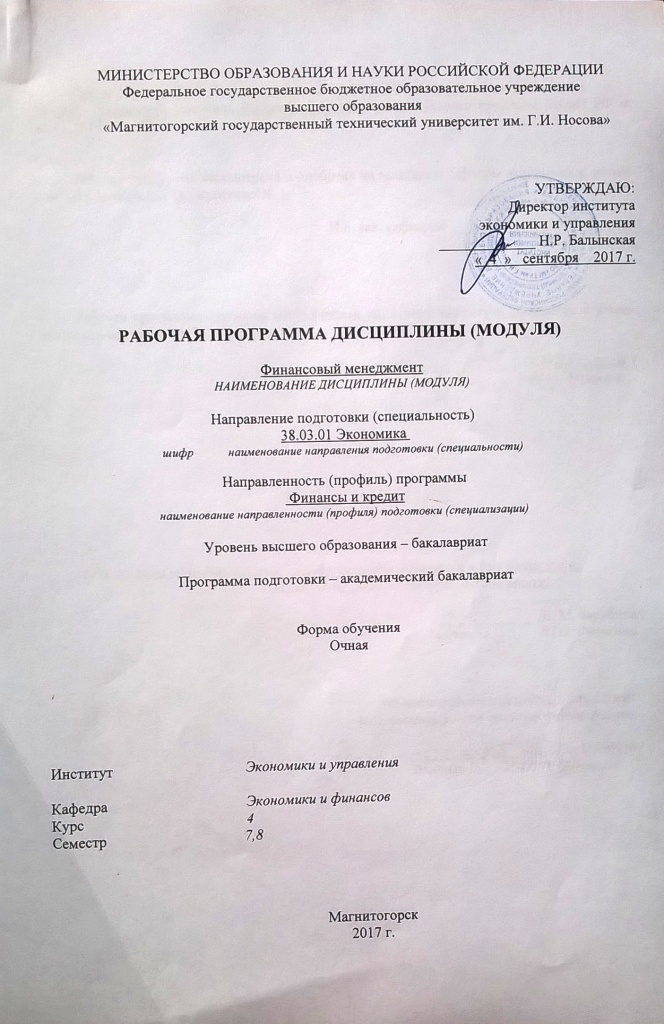 МИНИСТЕРСТВО ОБРАЗОВАНИЯ И НАУКИ РОССИЙСКОЙ ФЕДЕРАЦИИ
Федеральное государственное бюджетное образовательное учреждение
высшего образования
«Магнитогорский государственный технический университет им. Г.И. Носова»
УТВЕРЖДАЮ:
Директор института
экономики и управления
Н.Р. Балынская
« 4 » сентября 2017 г.
РАБОЧАЯ ПРОГРАММА ДИСЦИПЛИНЫ (МОДУЛЯ)
Финансовый менеджмент
НАИМЕНОВАНИЕ ДИСЦИПЛИНЫ (МОДУЛЯ)
Направление подготовки (специальность)
38.03.01 Экономика
шифр наименование направления подготовки (специальности)
Направленность (профиль) программы
Финансы и кредит
наименование направленности (профиля) подготовки (специализации)
Уровень высшего образования – бакалавриат
Программа подготовки – академический бакалавриат
Форма обучения
Очная
Институт Экономики и управления
Кафедра Экономики и финансов
Курс 4
Семестр 7,8
Магнитогорск
2017 г.